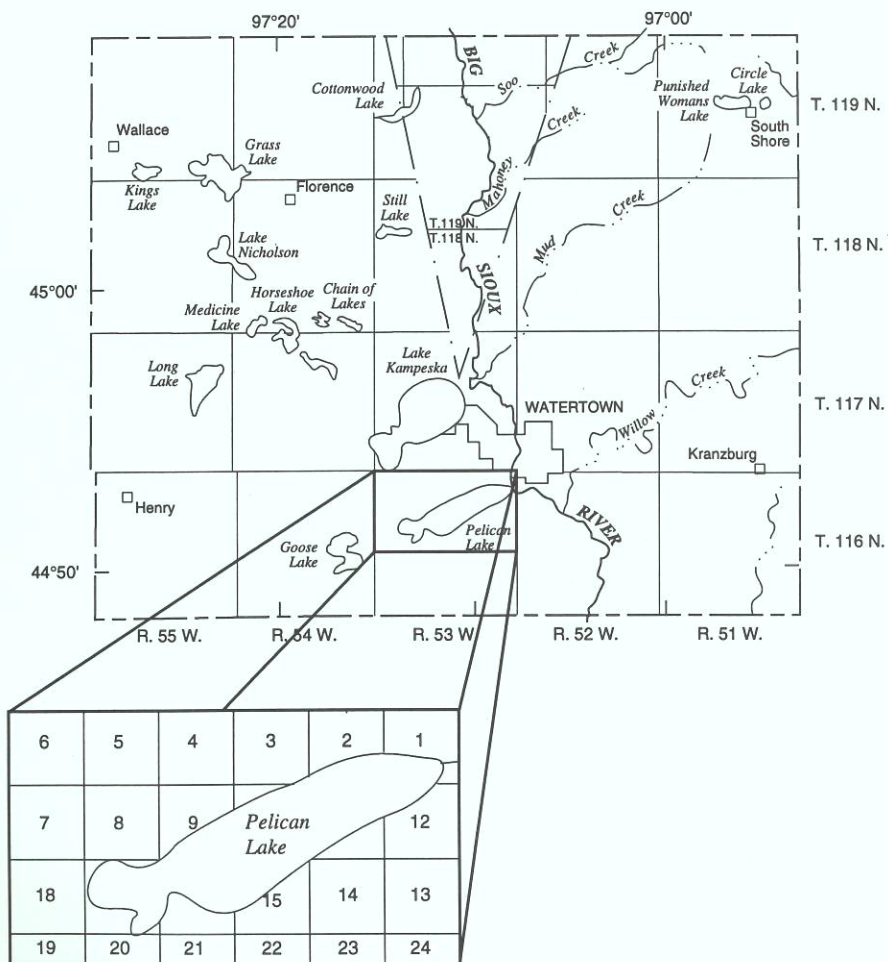 97°20'
97°00'
BIG
Soo
Creek
Cottonwood
Lake
Punished
Womans
Lake
Circle
Lake
South
Shore
T. 119 N.
Wallace
Creek
Grass
Lake
Kings
Lake
Florence
Mahoney
Still
Lake
T.119 N.
T.118 N.
Creek
Mud
T. 118 N.
Lake
Nicholson
SIOUX
45°00'
Horseshoe
Lake
Chain of
Lakes
Medicine
Lake
Long
Lake
Lake
Kampeska
WATERTOWN
Willow
Creek
T. 117 N.
Kranzburg
Henry
Goose
Lake
Pelican
Lake
RIVER
T. 116 N.
44°50'
R. 55 W.
R. 54 W.
R. 53 W
R. 52 W.
R. 51 W.
6 5 4 3 2 1
7 8 9 12
Pelican
Lake
18 15 14 13
19 20 21 22 23 24